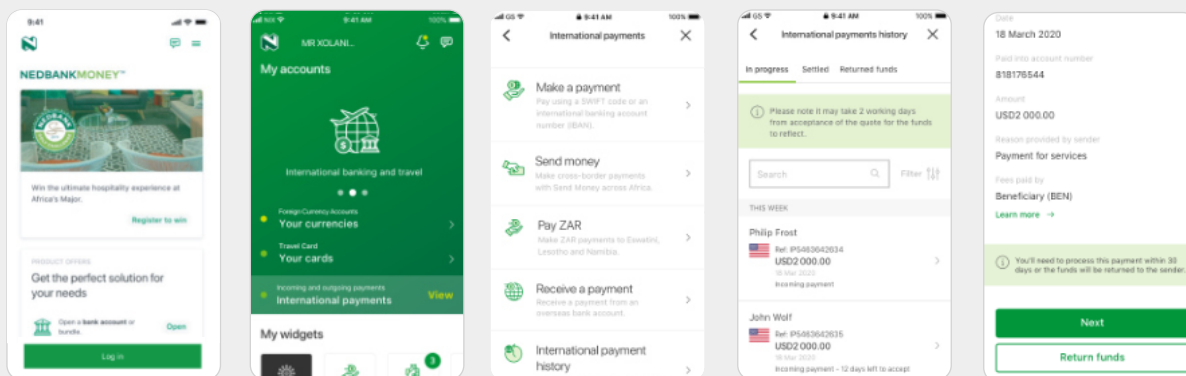 9:41
NEDBANKMONEY™
NEDBANK
Win the ultimate hospitality experience at
Africa's Major.
Register to win
PRODUCT OFFERS
Get the perfect solution for
your needs
Open a bank account or
bundle.
Open
Log in
9:41 AM
100%
MR XOLANI...
My accounts
International banking and travel
Foreign Currency Accounts
Your currencies
Travel Card
Your cards
Incoming and outgoing payments
International payments
View
My widgets
3
GS
9:41 AM
100%
International payments
Make a payment
Pay using a SWIFT code or an
international banking account
number (IBAN).
Send money
Make cross-border payments
with Send Money across Africa.
Pay ZAR
Make ZAR payments to Eswatini,
Lesotho and Namibia.
Receive a payment
Receive a payment from an
overseas bank account.
International payment
history
GS
9:41 AM
100%
International payments history
In progress
Settled
Returned funds
Please note it may take 2 working days
from acceptance of the quote for the funds
to reflect.
Search
Filter
THIS WEEK
Philip Frost
Ref: IP5463642634
USD2 000.00
18 Mar 2020
Incoming payment
John Wolf
Ref: IP5463642635
USD2 000.00
18 Mar 2020
Incoming payment - 12 days left to accept
Date
18 March 2020
Paid into account number
818176544
Amount
USD2 000.00
Reason provided by sender
Payment for services
Fees paid by
Beneficiary (BEN)
Learn more →
You'll need to process this payment within 30
days or the funds will be returned to the sender.
Next
Return funds